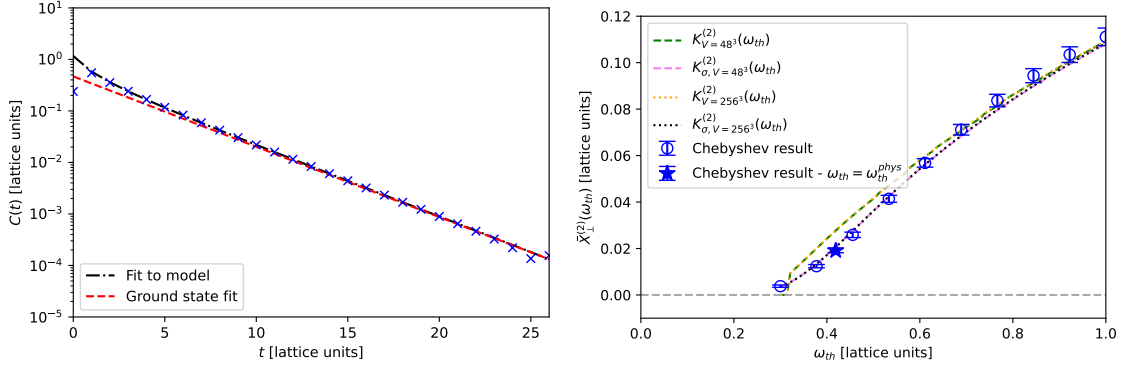 10^1
10^0
10^-1
10^-2
10^-3
10^-4
10^-5
C(t) [lattice units]
Fit to model
Ground state fit
0 5 10 15 20 25
t [lattice units]
0.12
0.10
0.08
0.06
0.04
0.02
0.00
X̄_⊥^(2)(ω_th) [lattice units]
K_{V=48^3}^(2)(ω_th)
K_{σ,V=48^3}^(2)(ω_th)
K_{V=256^3}^(2)(ω_th)
K_{σ,V=256^3}^(2)(ω_th)
Chebyshev result
Chebyshev result - ω_th = ω_th^phys
0.0 0.2 0.4 0.6 0.8 1.0
ω_th [lattice units]